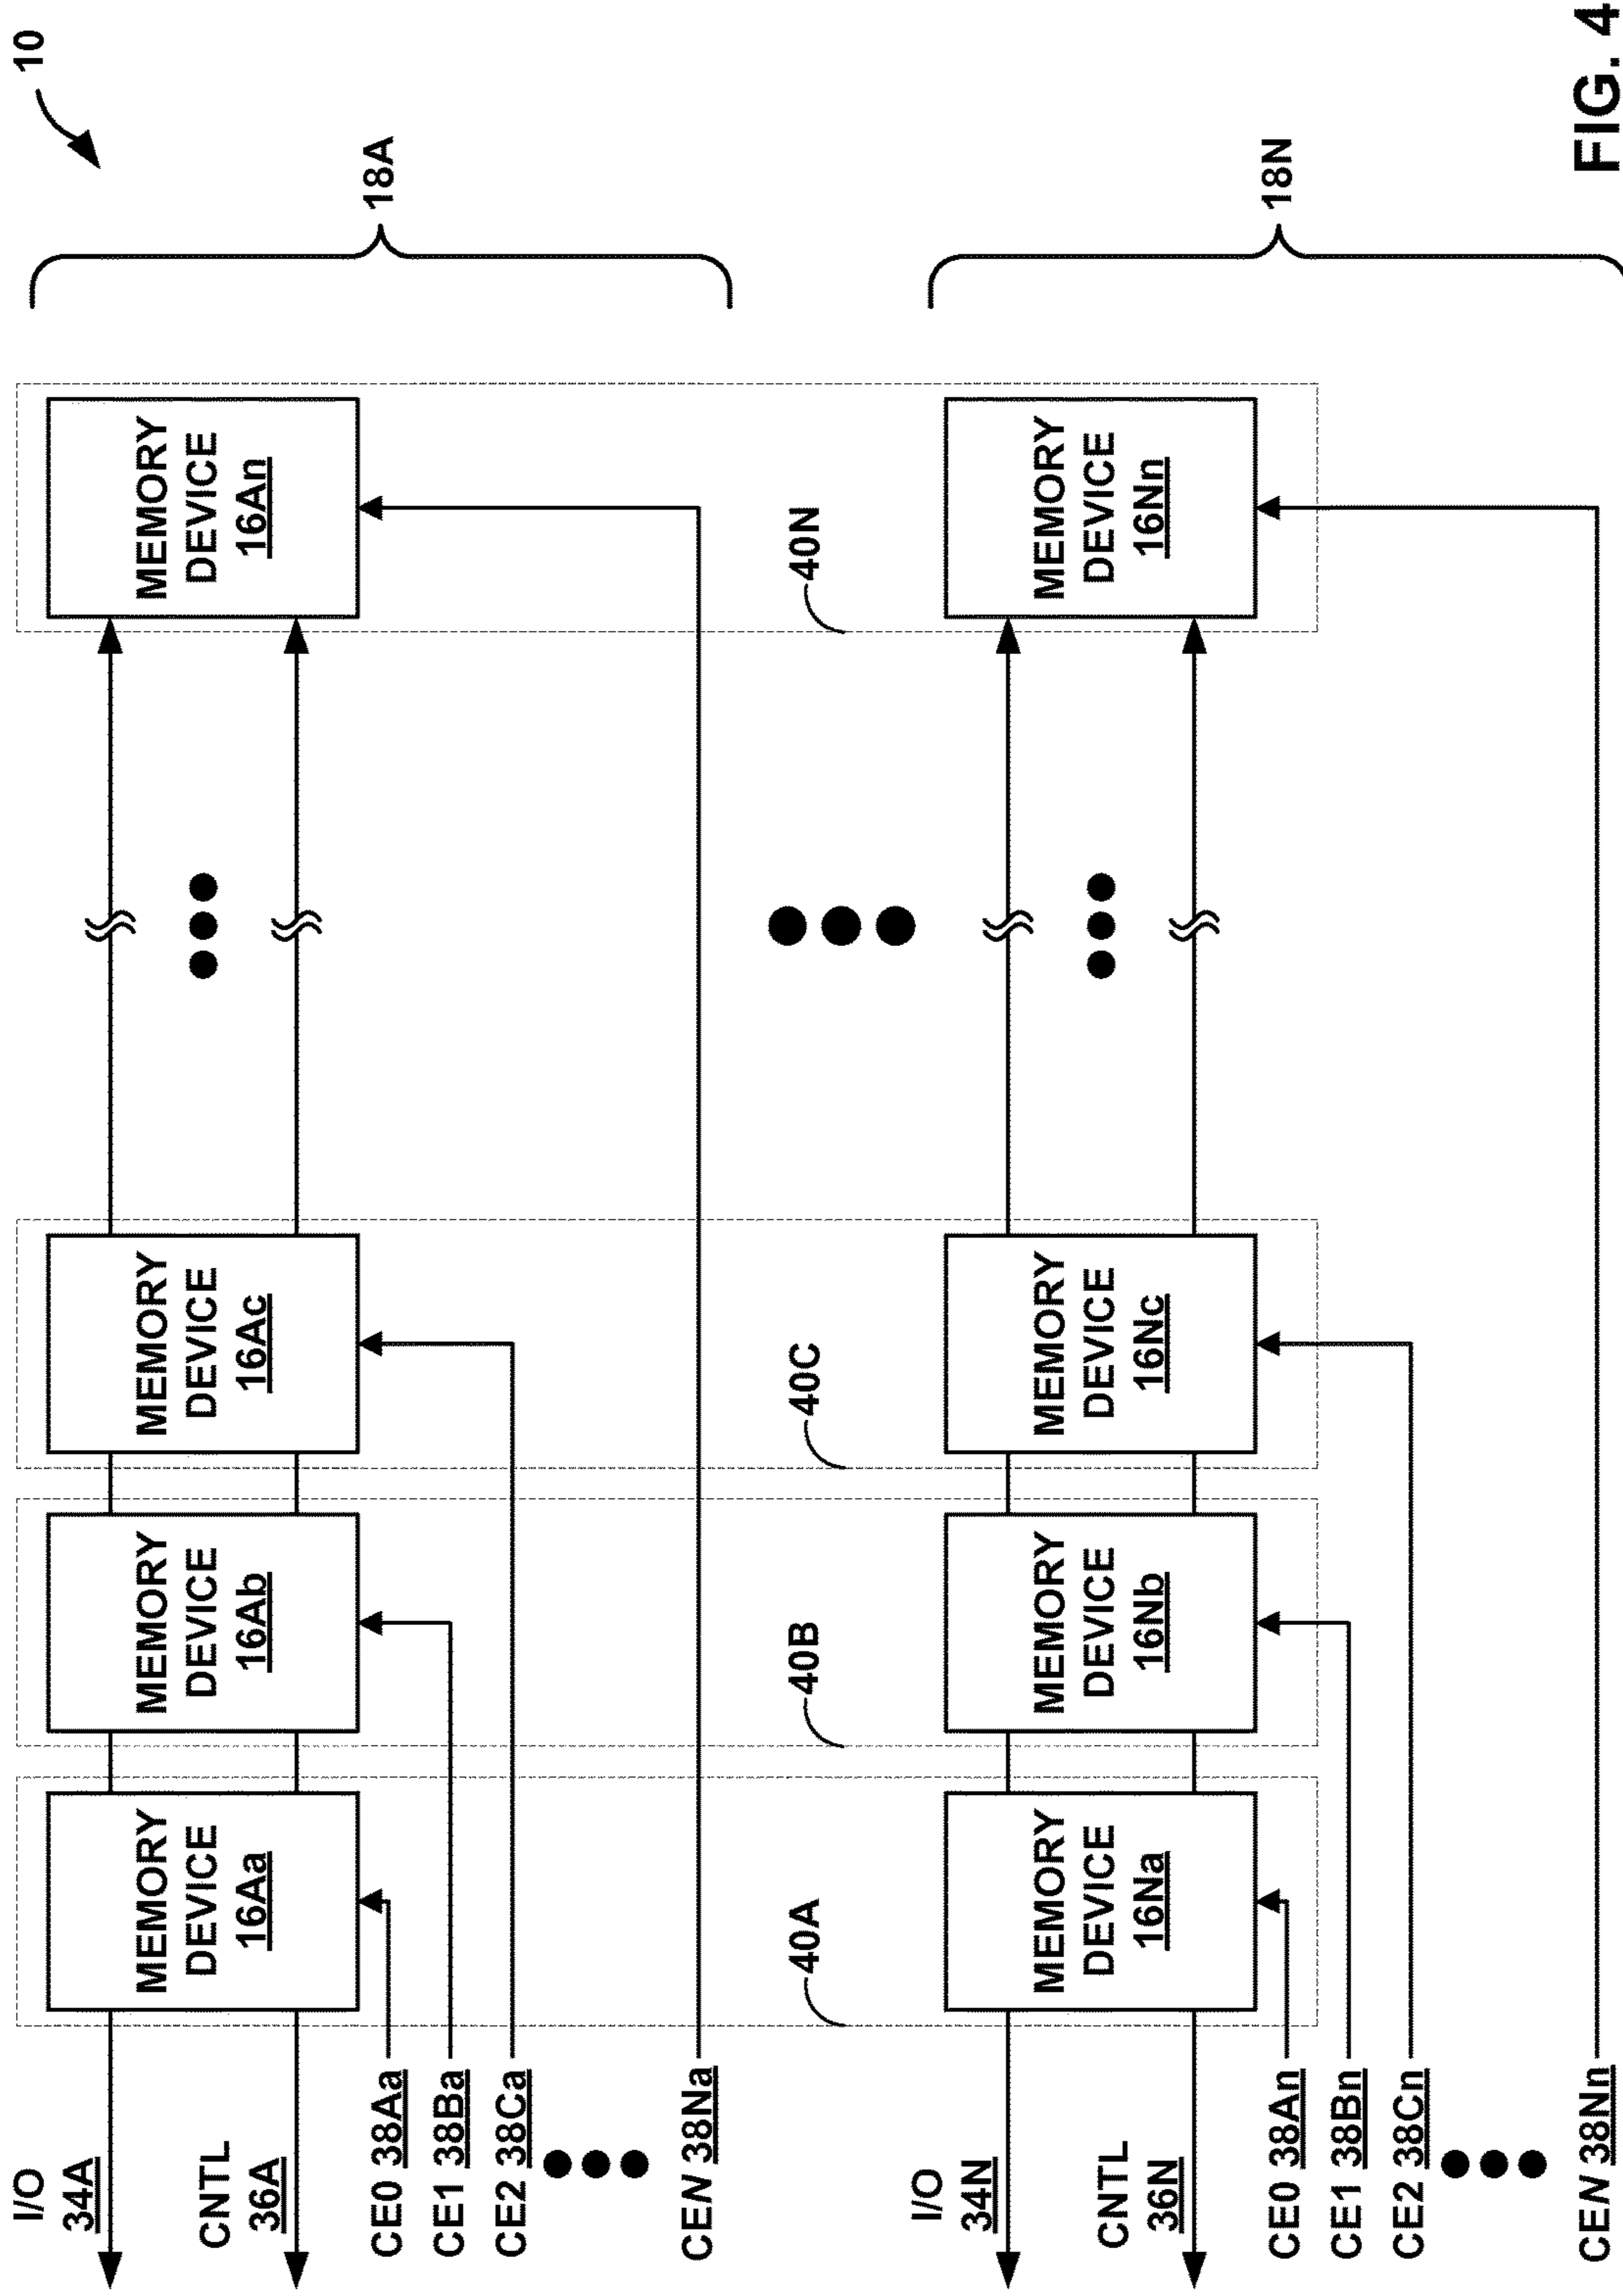 10
I/O
34A
CNTL
36A
MEMORY
DEVICE
16Aa
MEMORY
DEVICE
16Ab
MEMORY
DEVICE
16Ac
MEMORY
DEVICE
16An
18A
CE0 38Aa
CE1 38Ba
CE2 38Ca
CEN 38Na
40A
40B
40C
40N
I/O
34N
CNTL
36N
MEMORY
DEVICE
16Na
MEMORY
DEVICE
16Nb
MEMORY
DEVICE
16Nc
MEMORY
DEVICE
16Nn
18N
CE0 38An
CE1 38Bn
CE2 38Cn
CEN 38Nn
FIG. 4